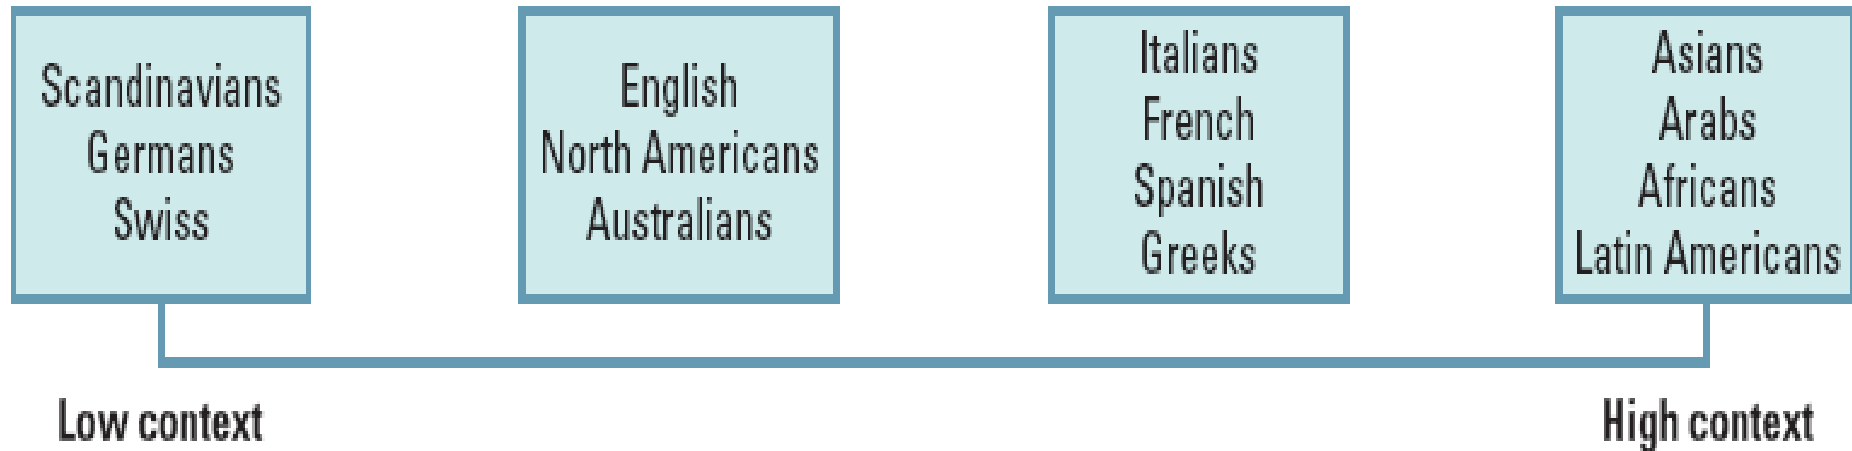 Scandinavians
Germans
Swiss
English
North Americans
Australians
Italians
French
Spanish
Greeks
Asians
Arabs
Africans
Latin Americans
Low context
High context